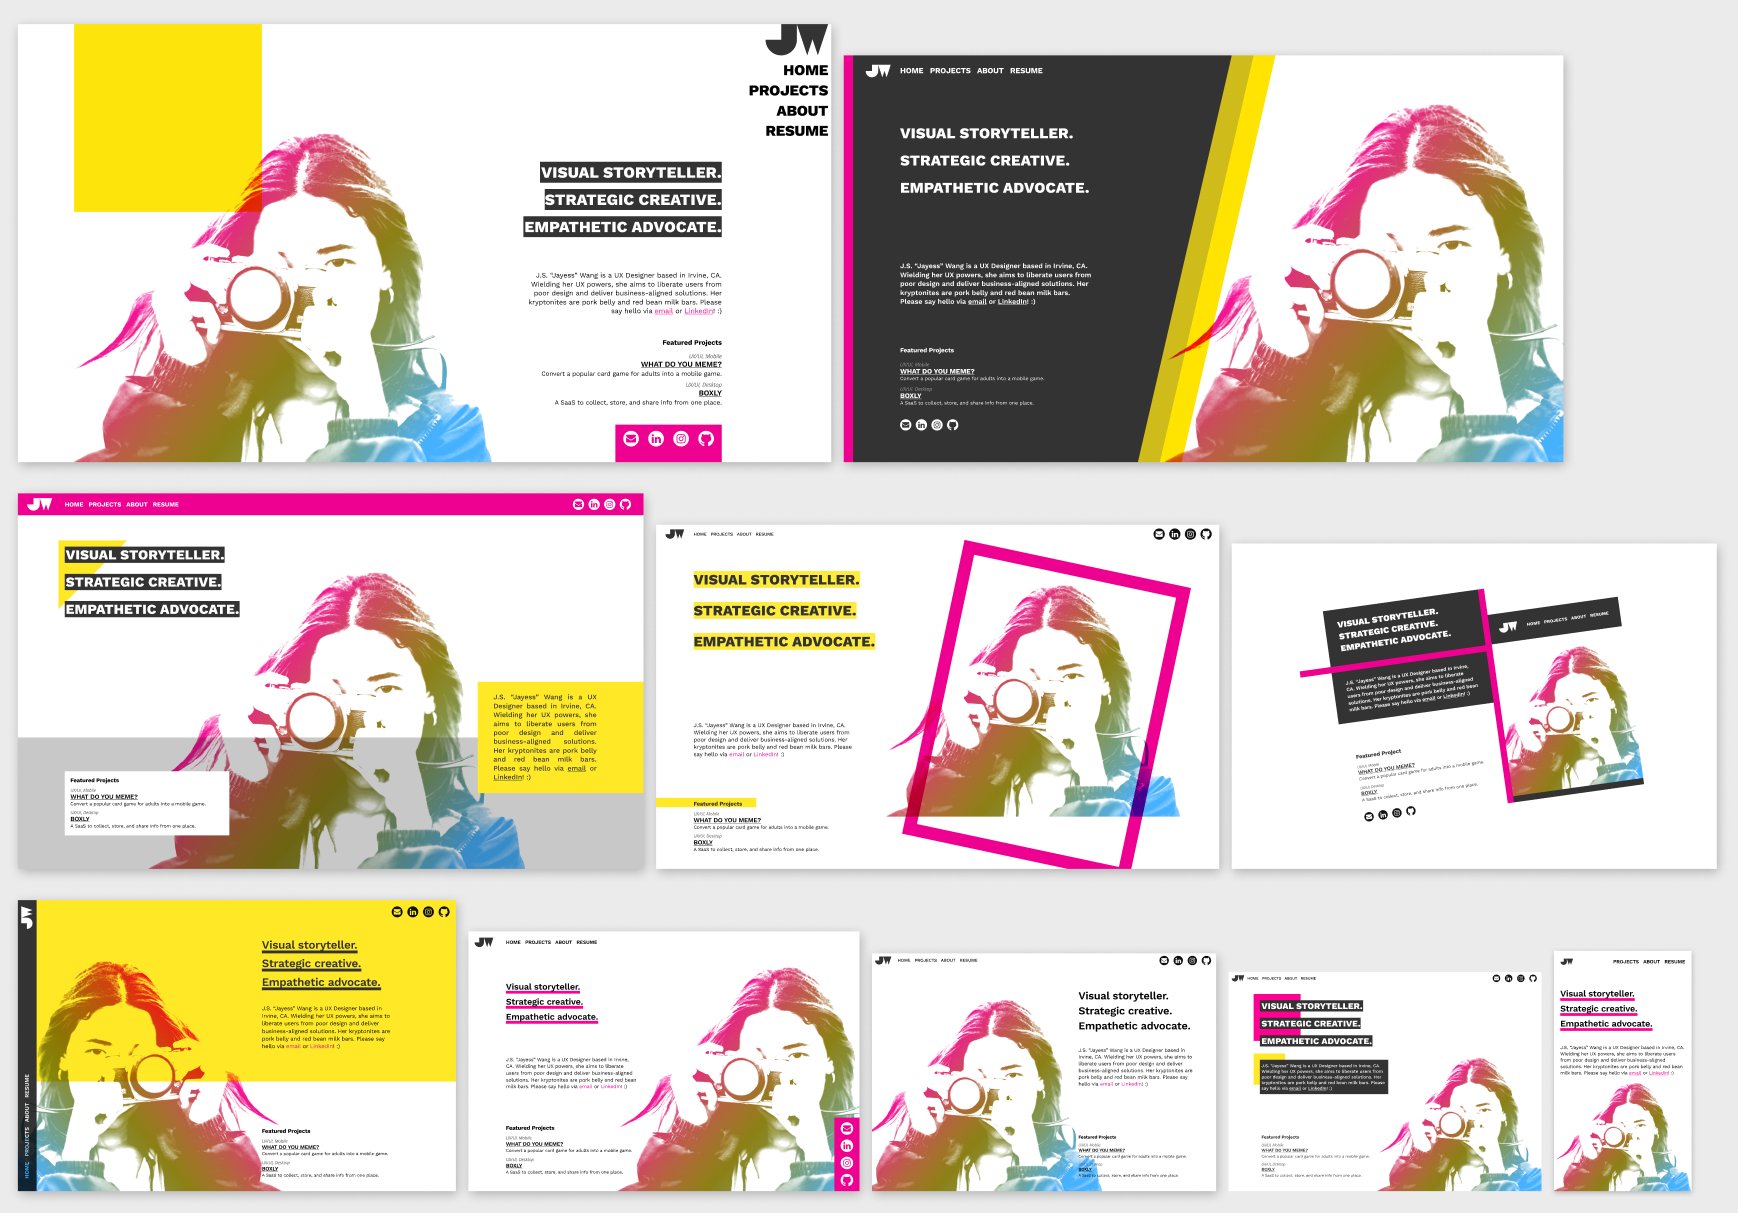 JW
HOME
PROJECTS
ABOUT
RESUME
VISUAL STORYTELLER.
STRATEGIC CREATIVE.
EMPATHETIC ADVOCATE.
J.S. "Jayess" Wang is a UX Designer based in Irvine, CA.
Wielding her UX powers, she aims to liberate users from
poor design and deliver business-aligned solutions. Her
kryptonites are pork belly and red bean milk bars. Please
say hello via email or LinkedIn! :)
Featured Projects
UX/UI, Mobile
WHAT DO YOU MEME?
Convert a popular card game for adults into a mobile game.
UX/UI, Desktop
BOXLY
A SaaS to collect, store, and share info from one place.
JW HOME PROJECTS ABOUT RESUME
VISUAL STORYTELLER.
STRATEGIC CREATIVE.
EMPATHETIC ADVOCATE.
J.S. "Jayess" Wang is a UX Designer based in Irvine, CA.
Wielding her UX powers, she aims to liberate users from
poor design and deliver business-aligned solutions. Her
kryptonites are pork belly and red bean milk bars.
Please say hello via email or LinkedIn! :)
Featured Projects
UX/UI, Mobile
WHAT DO YOU MEME?
Convert a popular card game for adults into a mobile game.
UX/UI, Desktop
BOXLY
A SaaS to collect, store, and share info from one place.
JW HOME PROJECTS ABOUT RESUME
VISUAL STORYTELLER.
STRATEGIC CREATIVE.
EMPATHETIC ADVOCATE.
J.S. "Jayess" Wang is a UX
Designer based in Irvine, CA.
Wielding her UX powers, she
aims to liberate users from
poor design and deliver
business-aligned solutions.
Her kryptonites are pork belly
and red bean milk bars.
Please say hello via email or
LinkedIn! :)
Featured Projects
UX/UI, Mobile
WHAT DO YOU MEME?
Convert a popular card game for adults into a mobile game.
UX/UI, Desktop
BOXLY
A SaaS to collect, store, and share info from one place.
JW HOME PROJECTS ABOUT RESUME
VISUAL STORYTELLER.
STRATEGIC CREATIVE.
EMPATHETIC ADVOCATE.
J.S. "Jayess" Wang is a UX Designer based in Irvine, CA.
Wielding her UX powers, she aims to liberate users from
poor design and deliver business-aligned solutions. Her
kryptonites are pork belly and red bean milk bars. Please
say hello via email or LinkedIn! :)
Featured Projects
UX/UI, Mobile
WHAT DO YOU MEME?
Convert a popular card game for adults into a mobile game.
UX/UI, Desktop
BOXLY
A SaaS to collect, store, and share info from one place.
JW HOME PROJECTS ABOUT RESUME
VISUAL STORYTELLER.
STRATEGIC CREATIVE.
EMPATHETIC ADVOCATE.
J.S. "Jayess" Wang is a UX Designer based in Irvine,
CA. Wielding her UX powers, she aims to liberate
users from poor design and deliver business-aligned
solutions. Her kryptonites are pork belly and red bean
milk bars. Please say hello via email or LinkedIn! :)
Featured Project
UX/UI, Mobile
WHAT DO YOU MEME?
Convert a popular card game for adults into a mobile game.
UX/UI, Desktop
BOXLY
A SaaS to collect, store, and share info from one place.
JW
HOME PROJECTS ABOUT RESUME
Visual storyteller.
Strategic creative.
Empathetic advocate.
J.S. "Jayess" Wang is a UX Designer based in
Irvine, CA. Wielding her UX powers, she aims to
liberate users from poor design and deliver
business-aligned solutions. Her kryptonites are
pork belly and red bean milk bars. Please say
hello via email or LinkedIn! :)
Featured Projects
UX/UI, Mobile
WHAT DO YOU MEME?
Convert a popular card game for adults into a mobile game.
UX/UI, Desktop
BOXLY
A SaaS to collect, store, and share info from one place.
JW HOME PROJECTS ABOUT RESUME
Visual storyteller.
Strategic creative.
Empathetic advocate.
J.S. "Jayess" Wang is a UX Designer based in Irvine,
CA. Wielding her UX powers, she aims to liberate
users from poor design and deliver business-aligned
solutions. Her kryptonites are pork belly and red bean
milk bars. Please say hello via email or LinkedIn! :)
Featured Projects
UX/UI, Mobile
WHAT DO YOU MEME?
Convert a popular card game for adults into a mobile game.
UX/UI, Desktop
BOXLY
A SaaS to collect, store, and share info from one place.
JW HOME PROJECTS ABOUT RESUME
Visual storyteller.
Strategic creative.
Empathetic advocate.
J.S. "Jayess" Wang is a UX Designer based in
Irvine, CA. Wielding her UX powers, she aims to
liberate users from poor design and deliver
business-aligned solutions. Her kryptonites are
pork belly and red bean milk bars. Please say
hello via email or LinkedIn! :)
Featured Projects
UX/UI, Mobile
WHAT DO YOU MEME?
Convert a popular card game for adults into a mobile game.
UX/UI, Desktop
BOXLY
A SaaS to collect, store, and share info from one place.
JW HOME PROJECTS ABOUT RESUME
VISUAL STORYTELLER.
STRATEGIC CREATIVE.
EMPATHETIC ADVOCATE.
J.S. "Jayess" Wang is a UX Designer based in Irvine,
CA. Wielding her UX powers, she aims to liberate users from
poor design and deliver business-aligned solutions. Her
kryptonites are pork belly and red bean milk bars. Please
say hello via email or LinkedIn! :)
Featured Projects
UX/UI, Mobile
WHAT DO YOU MEME?
Convert a popular card game for adults into a mobile game.
UX/UI, Desktop
BOXLY
A SaaS to collect, store, and share info from one place.
JW PROJECTS ABOUT RESUME
Visual storyteller.
Strategic creative.
Empathetic advocate.
J.S. "Jayess" Wang is a UX Designer based in Irvine,
CA. Wielding her UX powers, she aims to liberate
users from poor design and deliver business-aligned
solutions. Her kryptonites are pork belly and red bean
milk bars. Please say hello via email or LinkedIn! :)